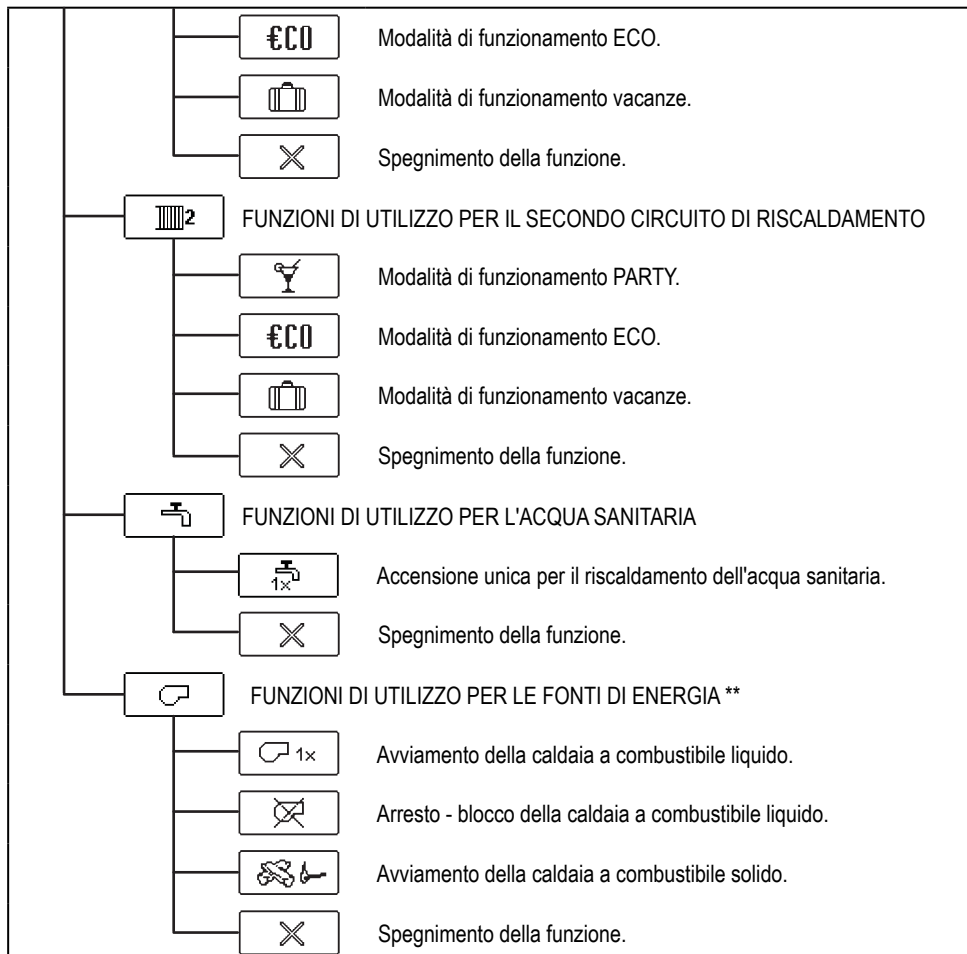 €CO Modalità di funzionamento ECO.
Modalità di funzionamento vacanze.
Spegnimento della funzione.
2 FUNZIONI DI UTILIZZO PER IL SECONDO CIRCUITO DI RISCALDAMENTO
Modalità di funzionamento PARTY.
€CO Modalità di funzionamento ECO.
Modalità di funzionamento vacanze.
Spegnimento della funzione.
FUNZIONI DI UTILIZZO PER L'ACQUA SANITARIA
1x Accensione unica per il riscaldamento dell'acqua sanitaria.
Spegnimento della funzione.
FUNZIONI DI UTILIZZO PER LE FONTI DI ENERGIA **
1x Avviamento della caldaia a combustibile liquido.
Arresto - blocco della caldaia a combustibile liquido.
Avviamento della caldaia a combustibile solido.
Spegnimento della funzione.